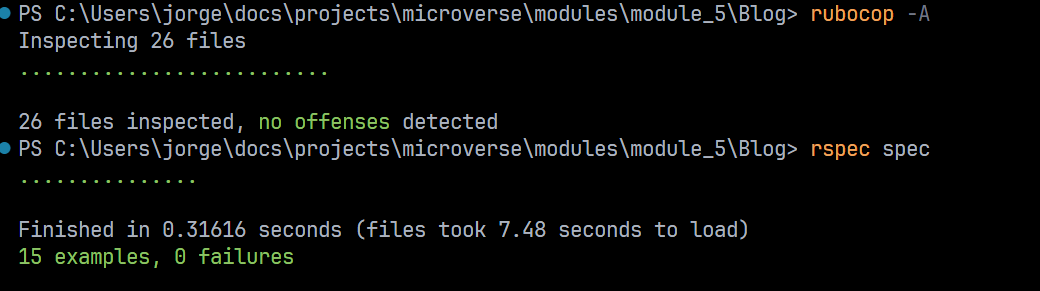 PS C:\Users\jorge\docs\projects\microverse\modules\module_5\Blog> rubocop -A
Inspecting 26 files
..........................
26 files inspected, no offenses detected
PS C:\Users\jorge\docs\projects\microverse\modules\module_5\Blog> rspec spec
...............
Finished in 0.31616 seconds (files took 7.48 seconds to load)
15 examples, 0 failures